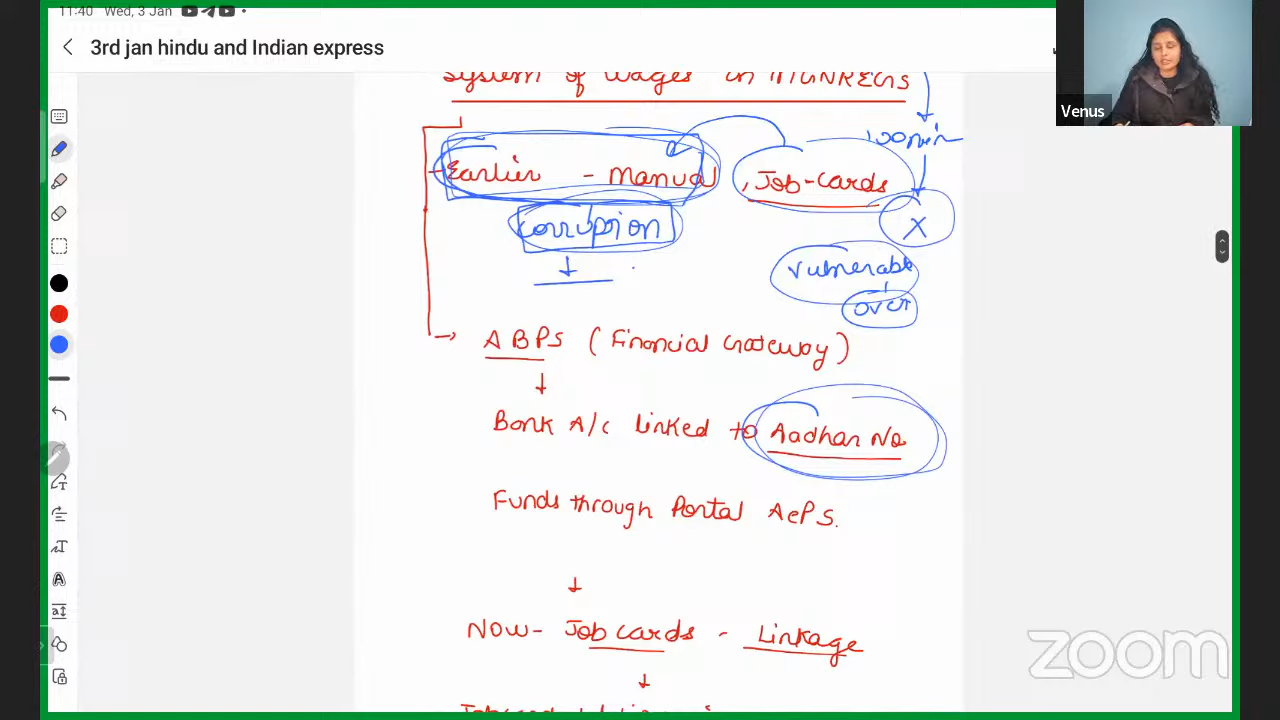 11:40 Wed, 3 Jan
3rd jan hindu and Indian express
Venus
System of wages in MGNREGS
Earlier - Manual , Job-cards
X
Corruption
Vulnerable
over
ABPS (Financial Gateway)
Bank A/c linked to Aadhar No
Funds through Portal AePS.
Now - Job cards - Linkage
zoom